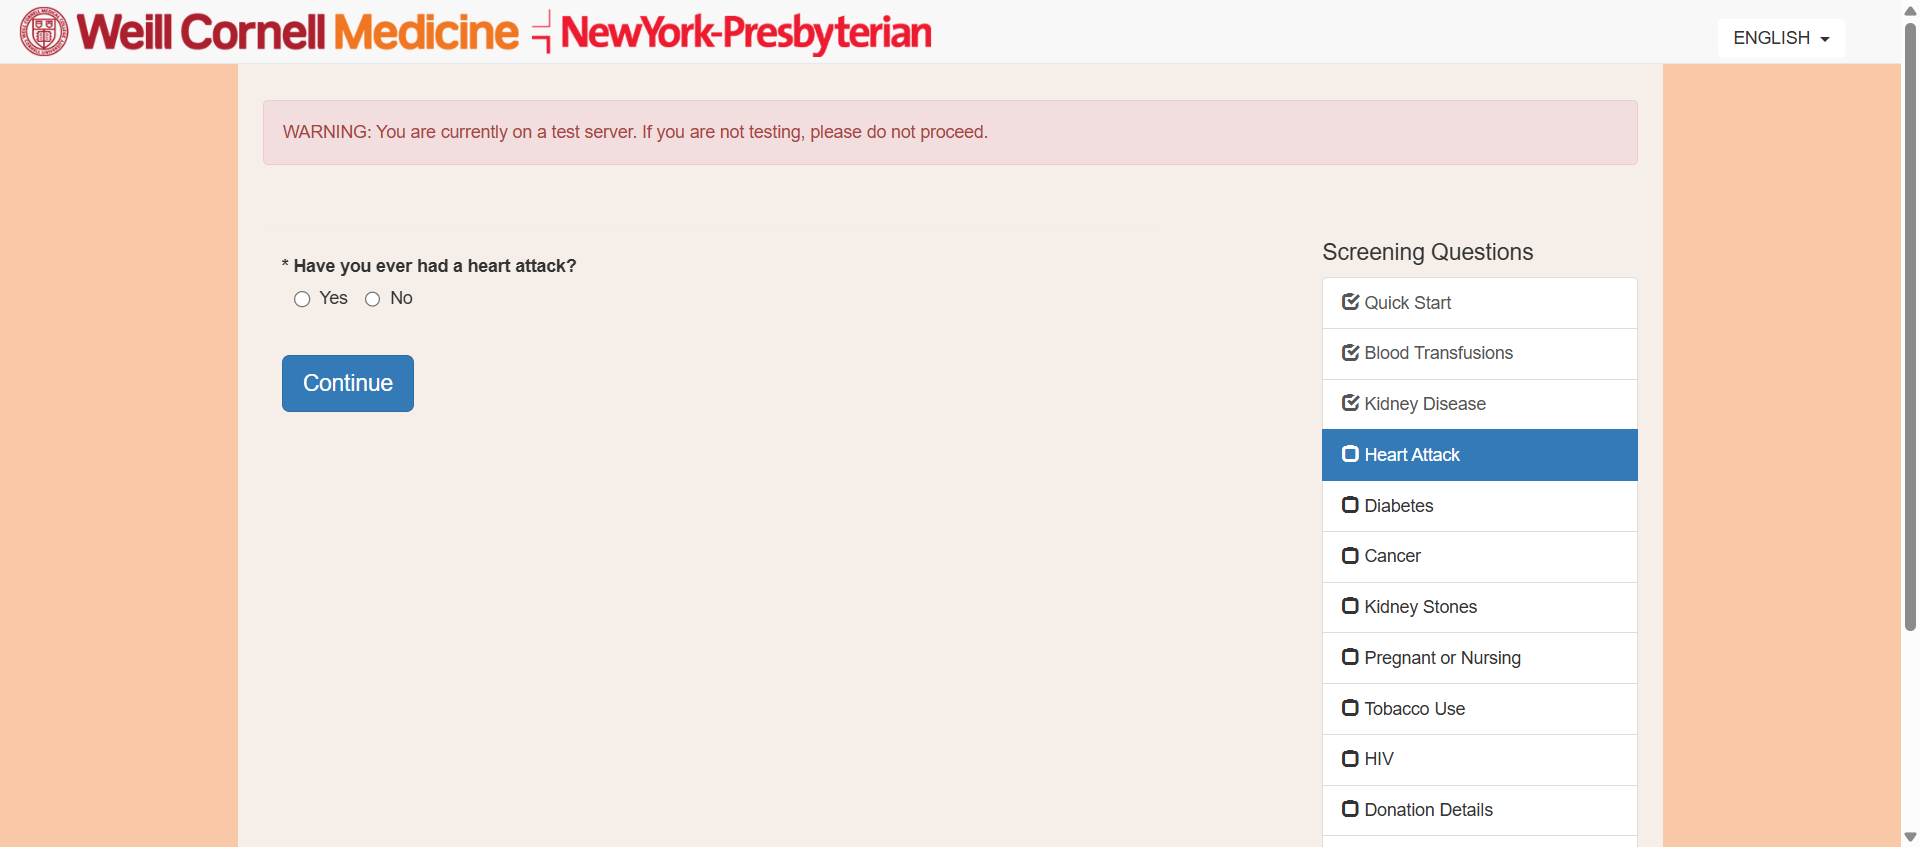 Weill Cornell Medicine NewYork-Presbyterian
ENGLISH
WARNING: You are currently on a test server. If you are not testing, please do not proceed.
* Have you ever had a heart attack?
Yes No
Continue
Screening Questions
Quick Start
Blood Transfusions
Kidney Disease
Heart Attack
Diabetes
Cancer
Kidney Stones
Pregnant or Nursing
Tobacco Use
HIV
Donation Details